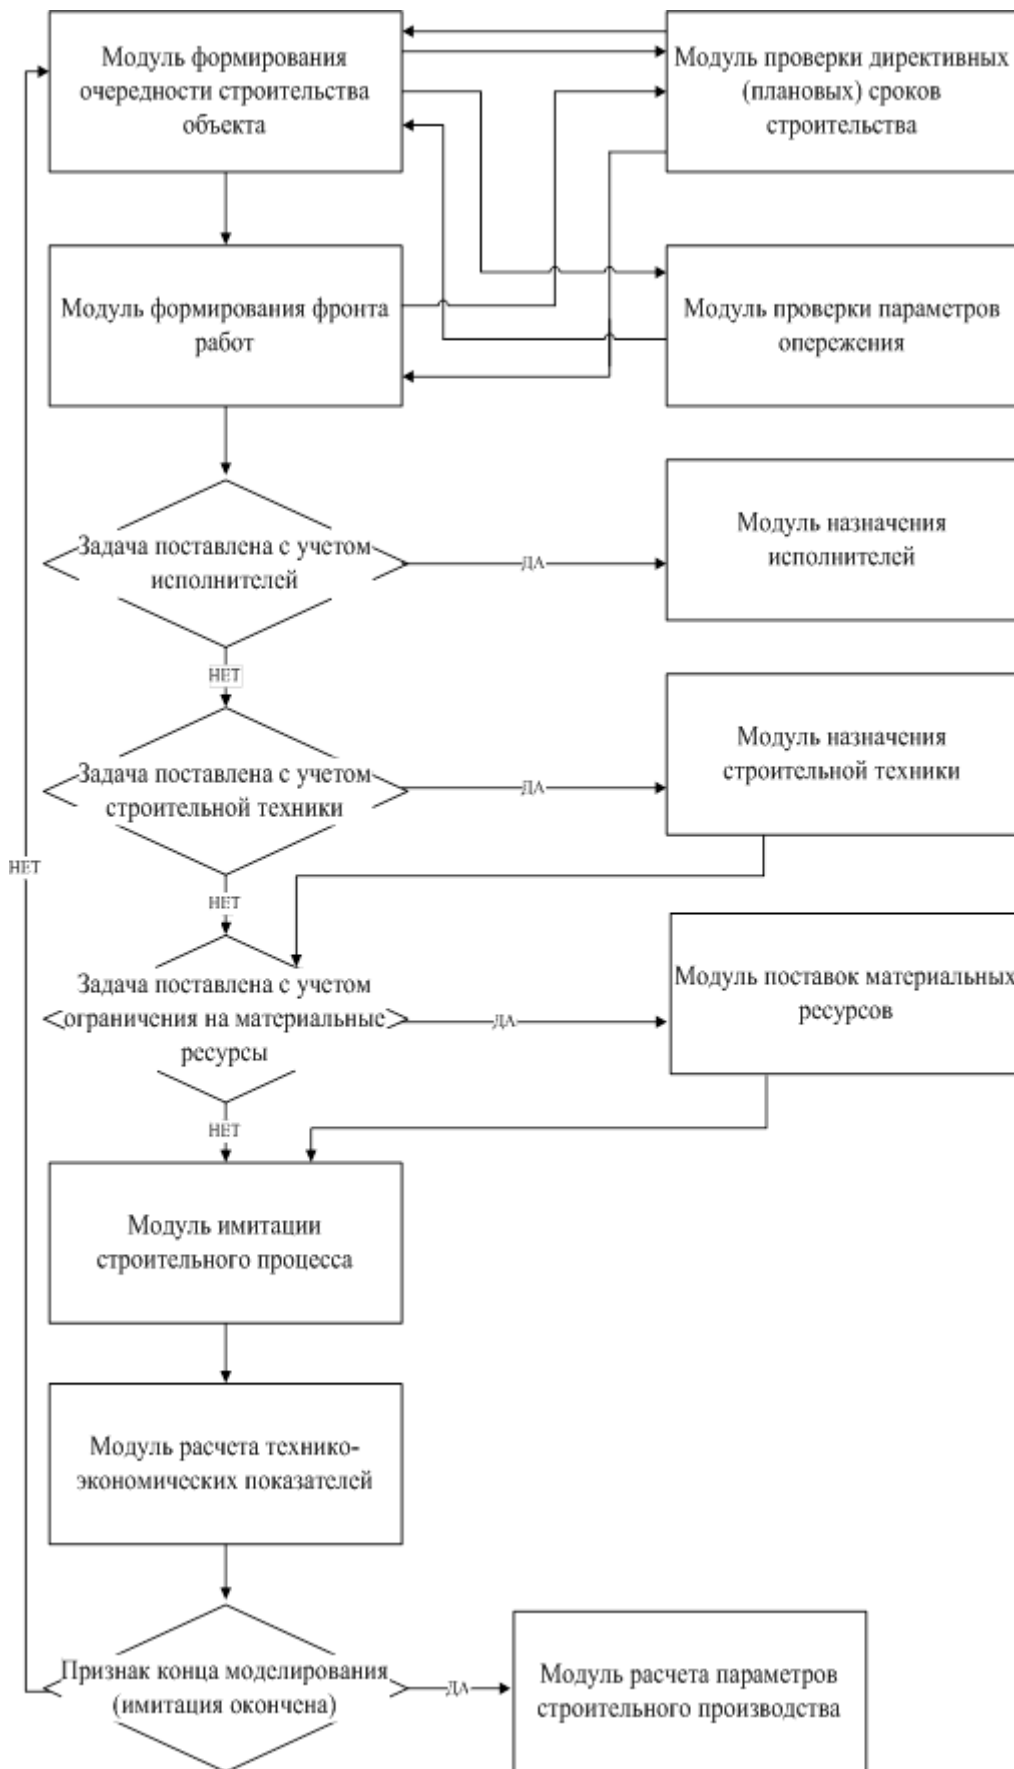 Модуль формирования
очередности строительства
объекта
Модуль проверки директивных
(плановых) сроков
строительства
Модуль формирования фронта
работ
Модуль проверки параметров
опережения
Задача поставлена с учетом
исполнителей
ДА
Модуль назначения
исполнителей
НЕТ
Задача поставлена с учетом
строительной техники
ДА
Модуль назначения
строительной техники
НЕТ
НЕТ
Задача поставлена с учетом
ограничения на материальные
ресурсы
ДА
Модуль поставок материальных
ресурсов
НЕТ
Модуль имитации
строительного процесса
Модуль расчета технико-
экономических показателей
Признак конца моделирования
(имитация окончена)
ДА
Модуль расчета параметров
строительного производства